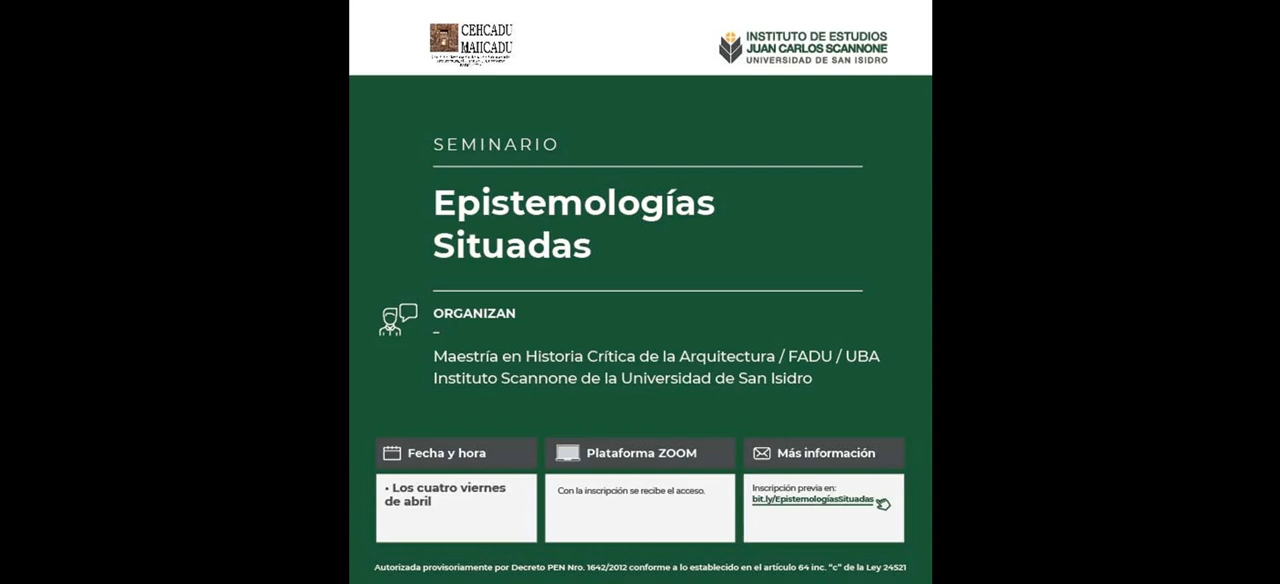 CEHCADU
MAHCADU
INSTITUTO DE ESTUDIOS
JUAN CARLOS SCANNONE
UNIVERSIDAD DE SAN ISIDRO
SEMINARIO
Epistemologías
Situadas
ORGANIZAN
–
Maestría en Historia Crítica de la Arquitectura / FADU / UBA
Instituto Scannone de la Universidad de San Isidro
Fecha y hora
• Los cuatro viernes
de abril
Plataforma ZOOM
Con la inscripción se recibe el acceso.
Más información
Inscripción previa en:
bit.ly/EpistemologíasSituadas
Autorizada provisoriamente por Decreto PEN Nro. 1642/2012 conforme a lo establecido en el artículo 64 inc. “c” de la Ley 24521